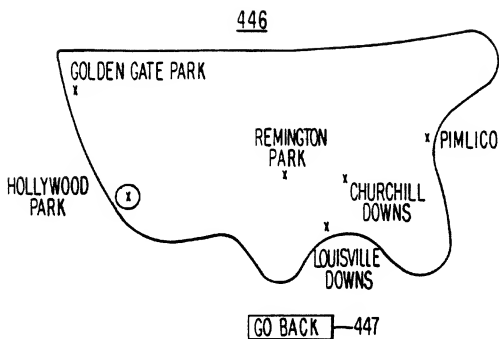 446
GOLDEN GATE PARK
x
REMINGTON
PARK
x
x
PIMLICO
HOLLYWOOD
PARK
x
x
CHURCHILL
DOWNS
x
LOUISVILLE
DOWNS
GO BACK
447